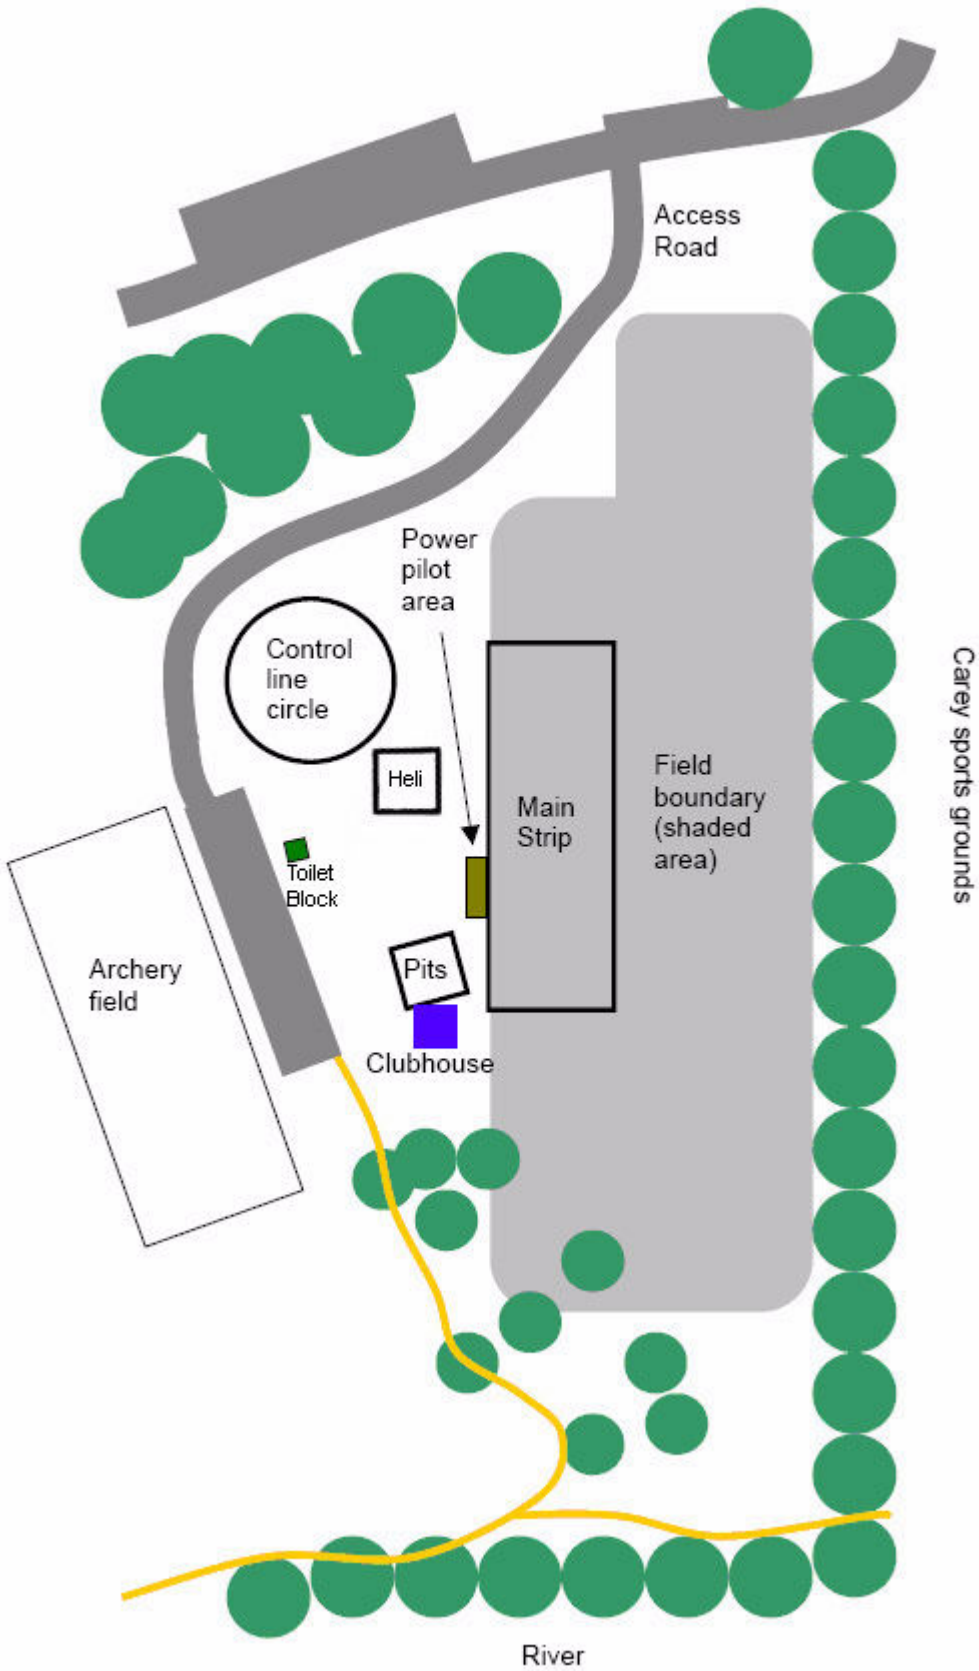 Access
Road
Power
pilot
area
Control
line
circle
Heli
Main
Strip
Field
boundary
(shaded
area)
Carey sports grounds
Toilet
Block
Archery
field
Pits
Clubhouse
River